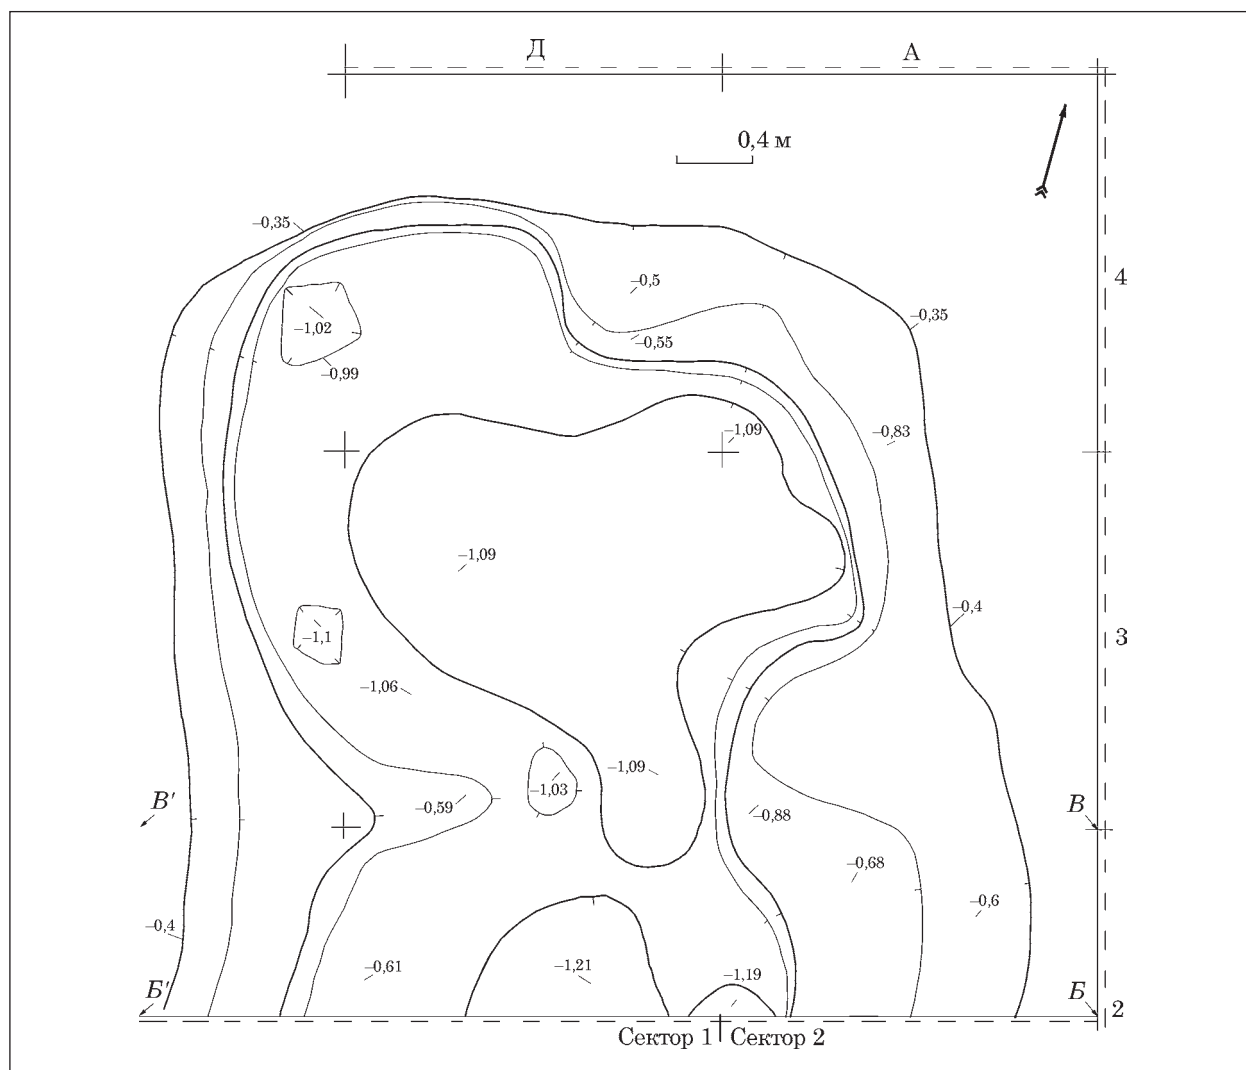 Д
А
0,4 м
–0,35
4
–0,5
–0,35
–1,02
–0,55
–0,99
–1,09
–0,83
–1,09
–0,4
–1,1
3
–1,06
–1,09
–1,03
В′
–0,59
–0,88
В
–0,68
–0,6
–0,4
–0,61
–1,21
–1,19
Б′
Б
2
Сектор 1
Сектор 2